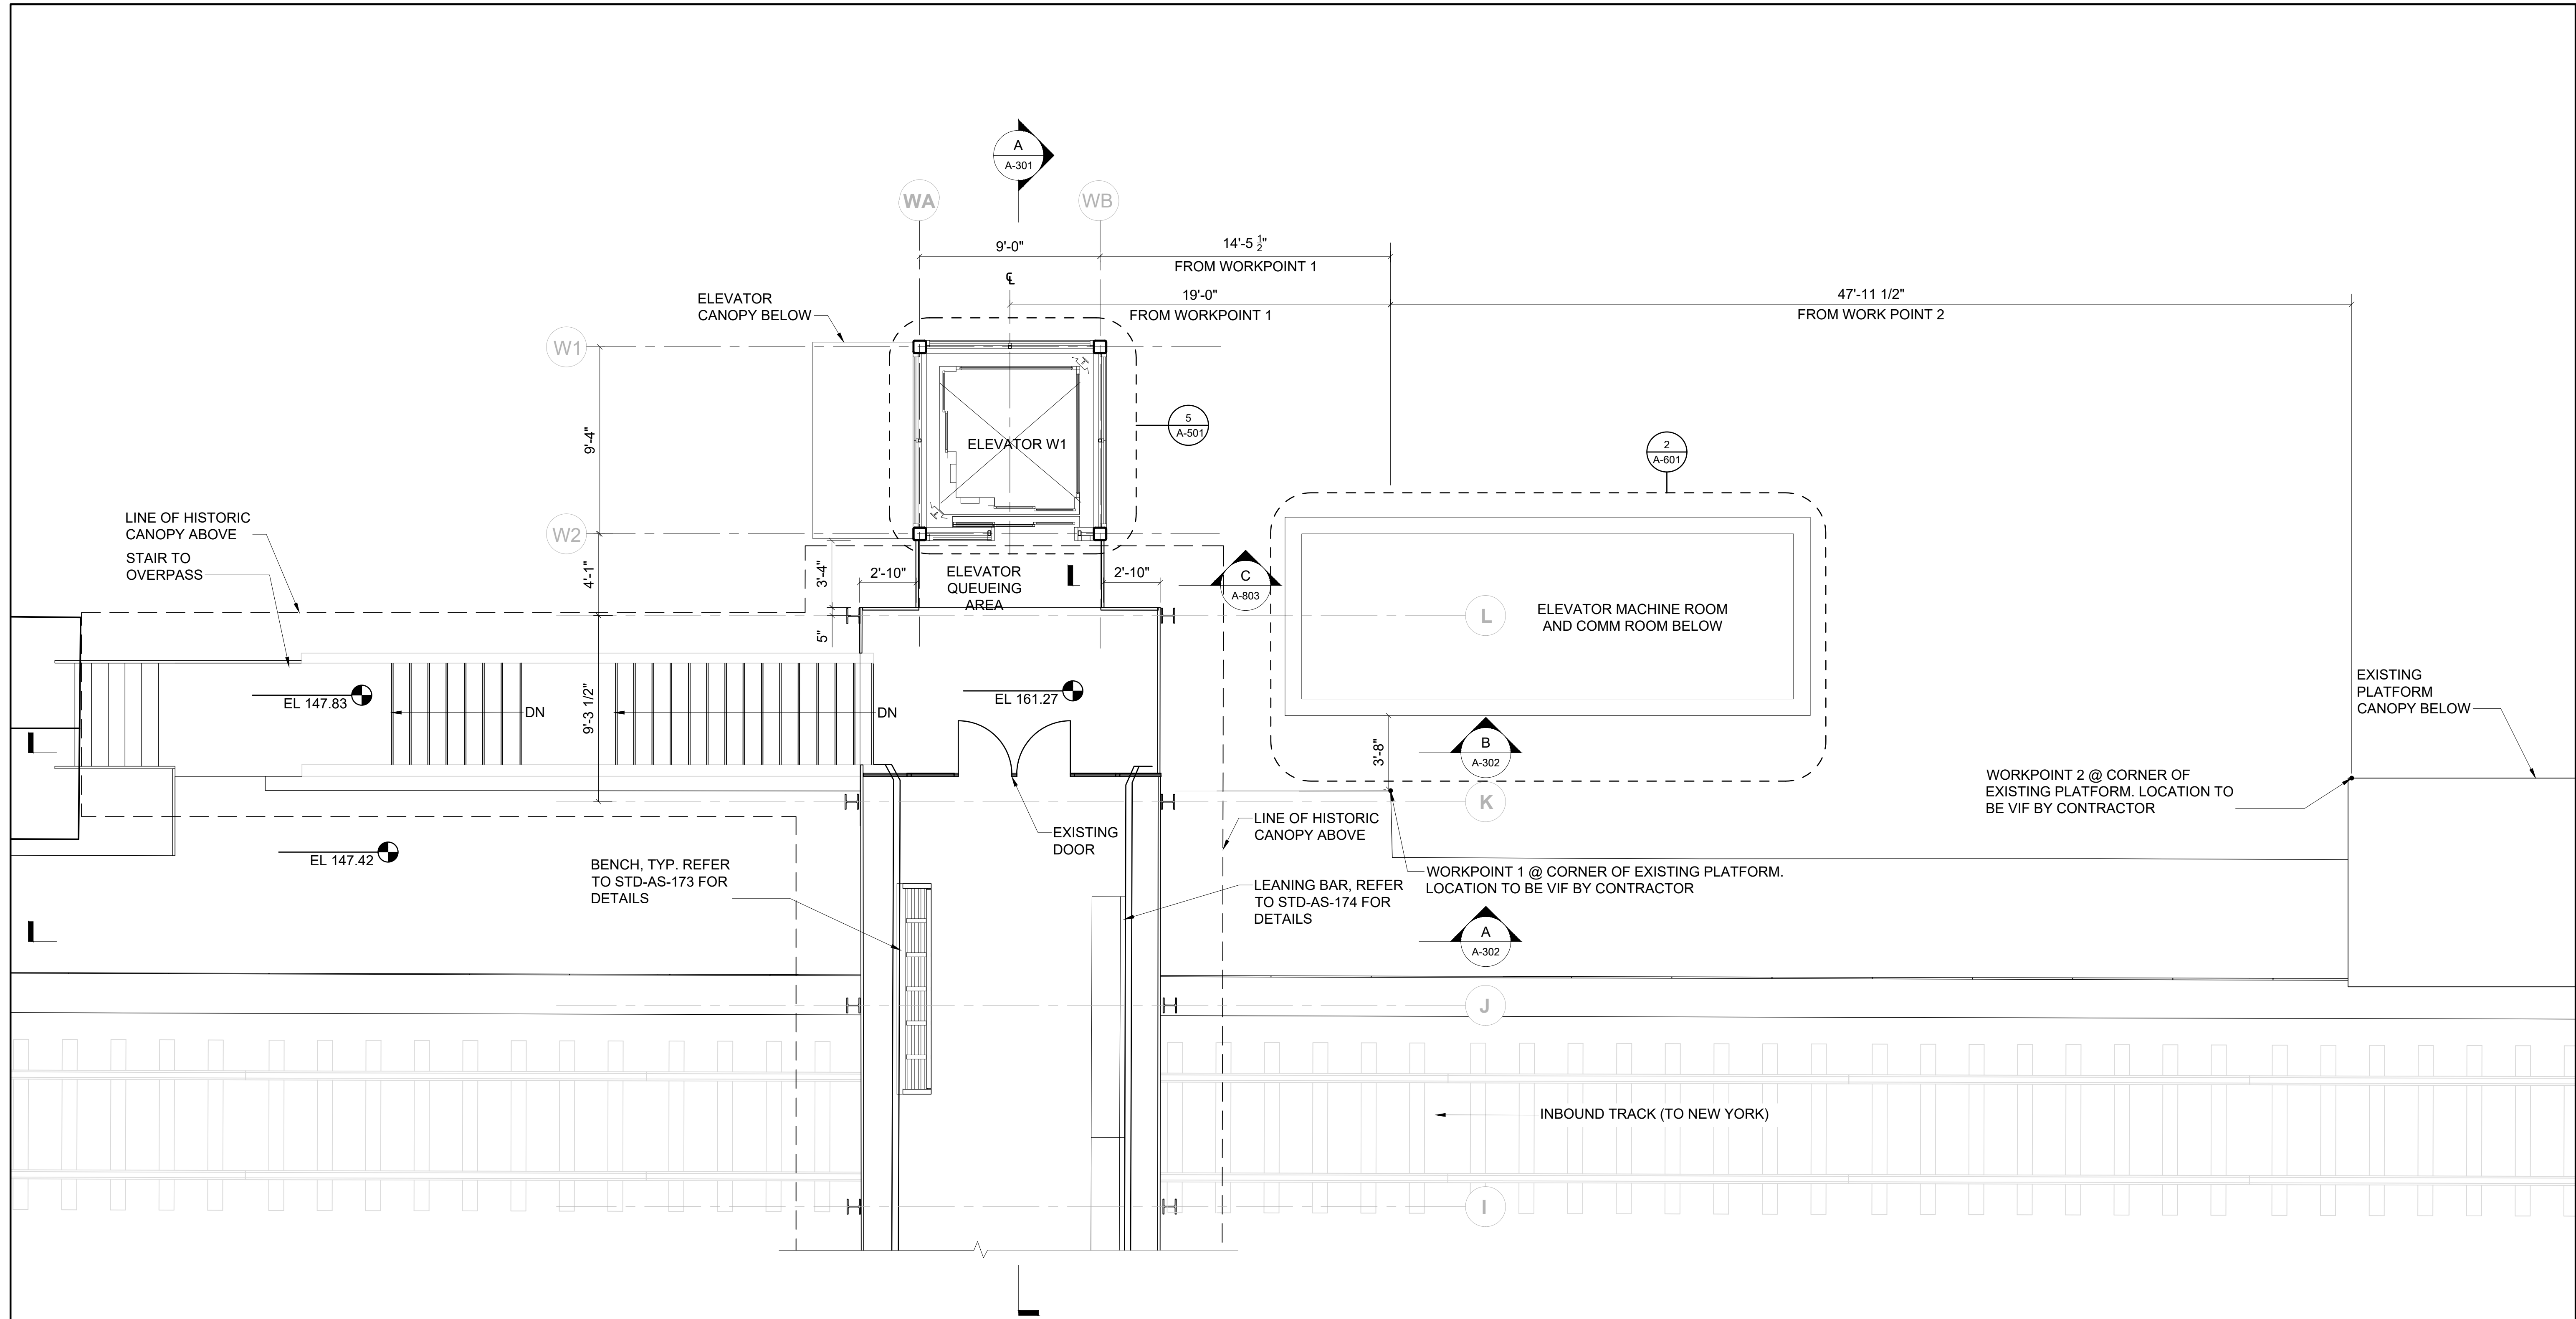 A
A-301
WA
WB
9'-0"
14'-5 1/2"
FROM WORKPOINT 1
℄
19'-0"
FROM WORKPOINT 1
47'-11 1/2"
FROM WORK POINT 2
ELEVATOR
CANOPY BELOW
W1
9'-4"
ELEVATOR W1
5
A-501
2
A-601
LINE OF HISTORIC
CANOPY ABOVE
STAIR TO
OVERPASS
W2
4'-1"
3'-4"
2'-10"
ELEVATOR
QUEUEING
AREA
2'-10"
C
A-803
5"
L
ELEVATOR MACHINE ROOM
AND COMM ROOM BELOW
EL 147.83
DN
9'-3 1/2"
DN
EL 161.27
EXISTING
PLATFORM
CANOPY BELOW
3'-8"
B
A-302
WORKPOINT 2 @ CORNER OF
EXISTING PLATFORM. LOCATION TO
BE VIF BY CONTRACTOR
K
EL 147.42
EXISTING
DOOR
LINE OF HISTORIC
CANOPY ABOVE
BENCH, TYP. REFER
TO STD-AS-173 FOR
DETAILS
WORKPOINT 1 @ CORNER OF EXISTING PLATFORM.
LOCATION TO BE VIF BY CONTRACTOR
LEANING BAR, REFER
TO STD-AS-174 FOR
DETAILS
A
A-302
J
INBOUND TRACK (TO NEW YORK)
I